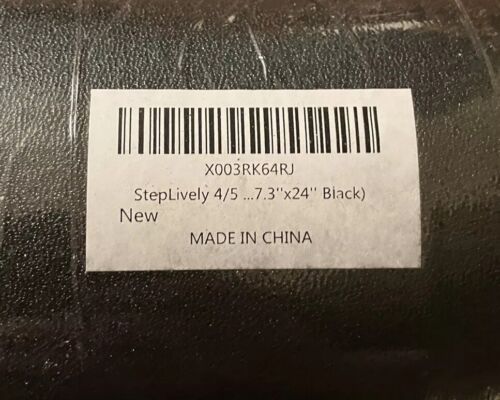 X003RK64RJ
StepLively 4/5 ...7.3''x24'' Black)
New
MADE IN CHINA